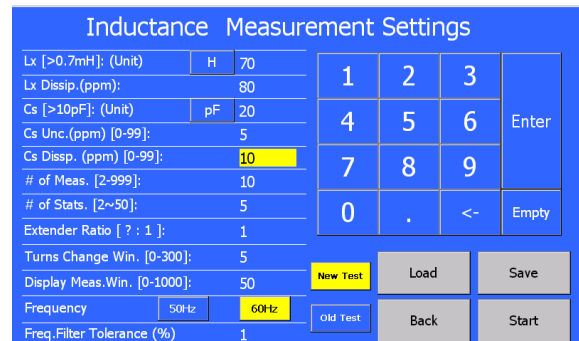 Inductance Measurement Settings
Lx [>0.7mH]: (Unit) H 70
Lx Dissip.(ppm): 80
Cs [>10pF]: (Unit) pF 20
Cs Unc.(ppm) [0-99]: 5
Cs Dissp. (ppm) [0-99]: 10
# of Meas. [2-999]: 10
# of Stats. [2~50]: 5
Extender Ratio [ ? : 1 ]: 1
Turns Change Win. [0-300]: 5
Display Meas.Win. [0-1000]: 50
Frequency 50Hz 60Hz
Freq.Filter Tolerance (%) 1
1 2 3
4 5 6 Enter
7 8 9
0 . <- Empty
New Test Load Save
Old Test Back Start